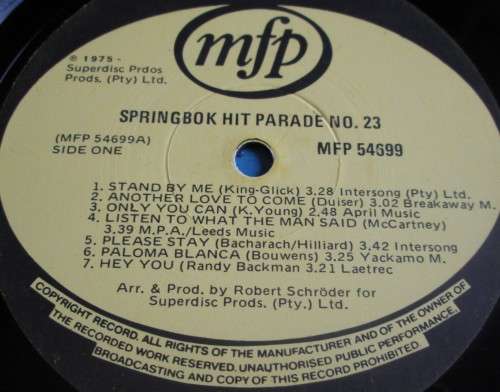 mfp
℗ 1975 -
Superdisc Prdos
Prods. (Pty) Ltd.
SPRINGBOK HIT PARADE NO. 23
(MFP 54699A)
SIDE ONE
MFP 54699
1. STAND BY ME (King-Glick) 3.28 Intersong (Pty) Ltd.
2. ANOTHER LOVE TO COME (Duiser) 3.02 Breakaway M.
3. ONLY YOU CAN (K.Young) 2.48 April Music
4. LISTEN TO WHAT THE MAN SAID (McCartney)
3.39 M.P.A./Leeds Music
5. PLEASE STAY (Bacharach/Hilliard) 3.42 Intersong
6. PALOMA BLANCA (Bouwens) 3.25 Yackamo M.
7. HEY YOU (Randy Backman) 3.21 Laetrec
Arr. & Prod. by Robert Schröder for
Superdisc Prods. (Pty.) Ltd.
COPYRIGHT RECORD. ALL RIGHTS OF THE MANUFACTURER AND OF THE OWNER OF
THE RECORDED WORK RESERVED. UNAUTHORISED PUBLIC PERFORMANCE,
BROADCASTING AND COPY OF THIS RECORD PROHIBITED.